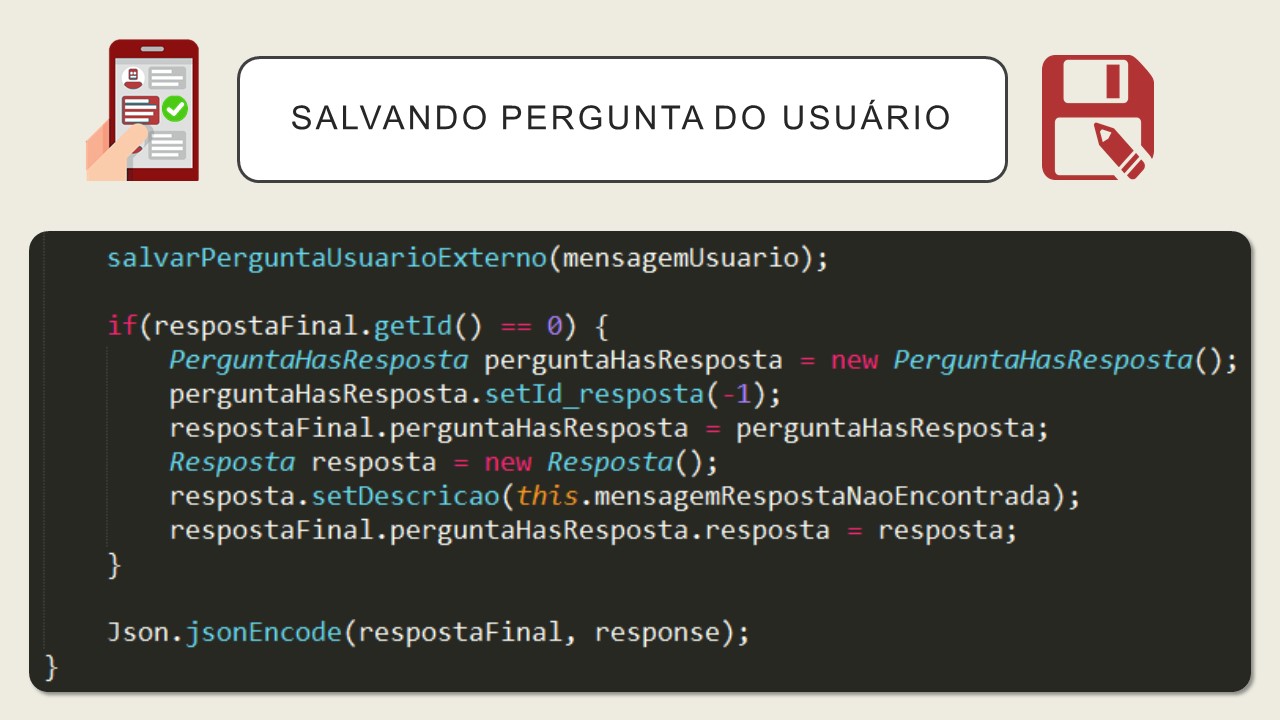 SALVANDO PERGUNTA DO USUÁRIO
salvarPerguntaUsuarioExterno(mensagemUsuario);
if(respostaFinal.getId() == 0) {
PerguntaHasResposta perguntaHasResposta = new PerguntaHasResposta();
perguntaHasResposta.setId_resposta(-1);
respostaFinal.perguntaHasResposta = perguntaHasResposta;
Resposta resposta = new Resposta();
resposta.setDescricao(this.mensagemRespostaNaoEncontrada);
respostaFinal.perguntaHasResposta.resposta = resposta;
}
Json.jsonEncode(respostaFinal, response);
}